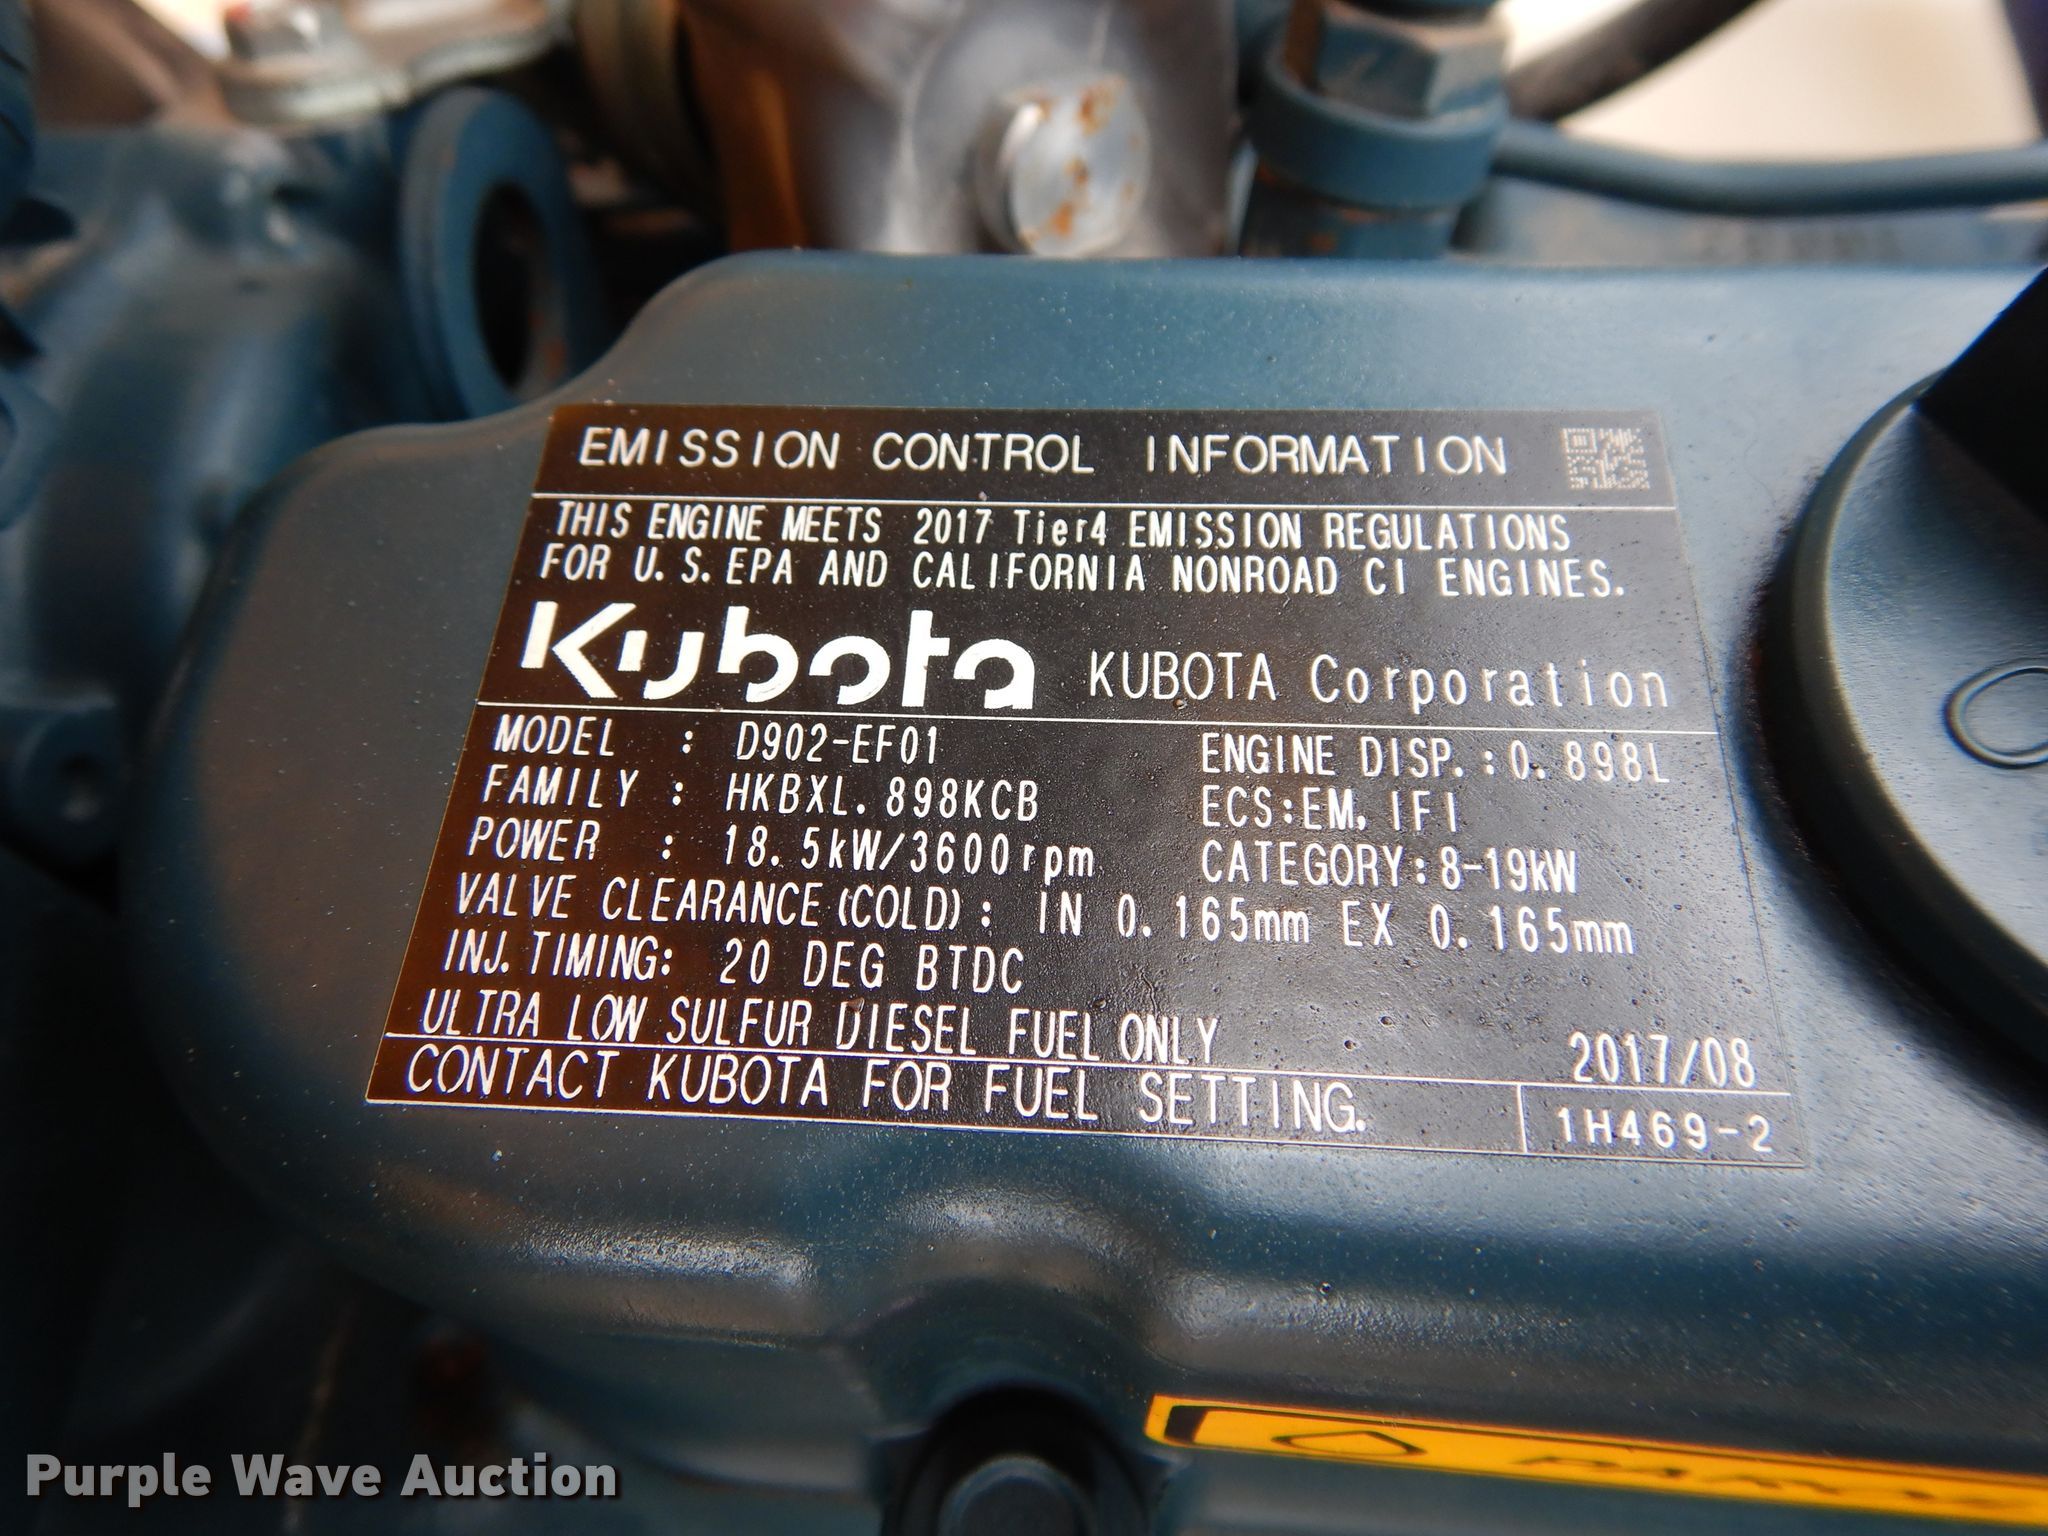 EMISSION CONTROL INFORMATION
THIS ENGINE MEETS 2017 Tier4 EMISSION REGULATIONS
FOR U.S.EPA AND CALIFORNIA NONROAD CI ENGINES.
Kubota KUBOTA Corporation
MODEL : D902-EF01 ENGINE DISP.:0.898L
FAMILY : HKBXL.898KCB ECS:EM,IFI
POWER : 18.5kW/3600rpm CATEGORY:8-19kW
VALVE CLEARANCE(COLD): IN 0.165mm EX 0.165mm
INJ.TIMING: 20 DEG BTDC
ULTRA LOW SULFUR DIESEL FUEL ONLY 2017/08
CONTACT KUBOTA FOR FUEL SETTING. 1H469-2
Purple Wave Auction